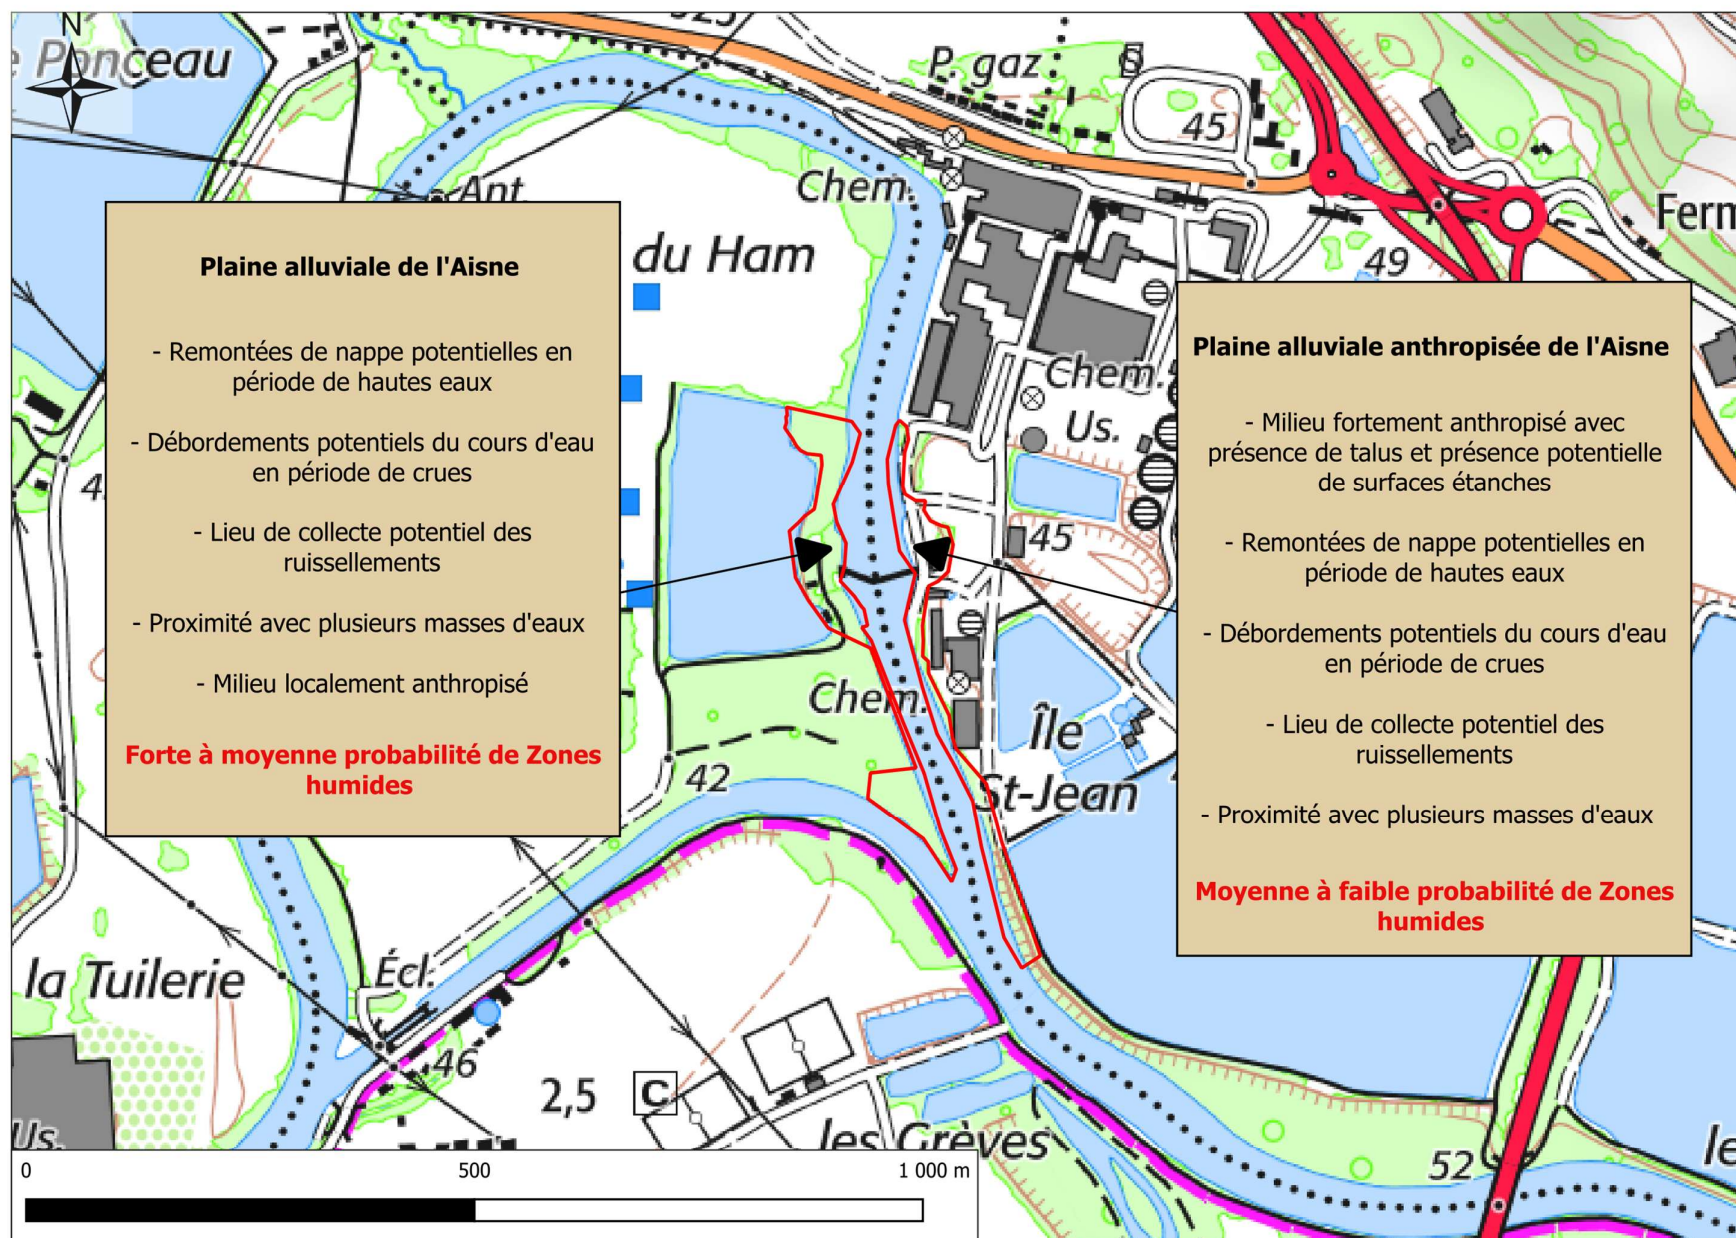 N
Ponceau
P. gaz
45
Ant.
Chem.
du Ham
49
Ferm
Plaine alluviale de l'Aisne
- Remontées de nappe potentielles en
période de hautes eaux
- Débordements potentiels du cours d'eau
en période de crues
- Lieu de collecte potentiel des
ruissellements
- Proximité avec plusieurs masses d'eaux
- Milieu localement anthropisé
Forte à moyenne probabilité de Zones
humides
Plaine alluviale anthropisée de l'Aisne
- Milieu fortement anthropisé avec
présence de talus et présence potentielle
de surfaces étanches
- Remontées de nappe potentielles en
période de hautes eaux
- Débordements potentiels du cours d'eau
en période de crues
- Lieu de collecte potentiel des
ruissellements
- Proximité avec plusieurs masses d'eaux
Moyenne à faible probabilité de Zones
humides
Chem.
Us.
45
Chem.
Île
St-Jean
42
la Tuilerie
Écl.
46
2,5
C
les Grèves
Us.
52
le
0 500 1 000 m